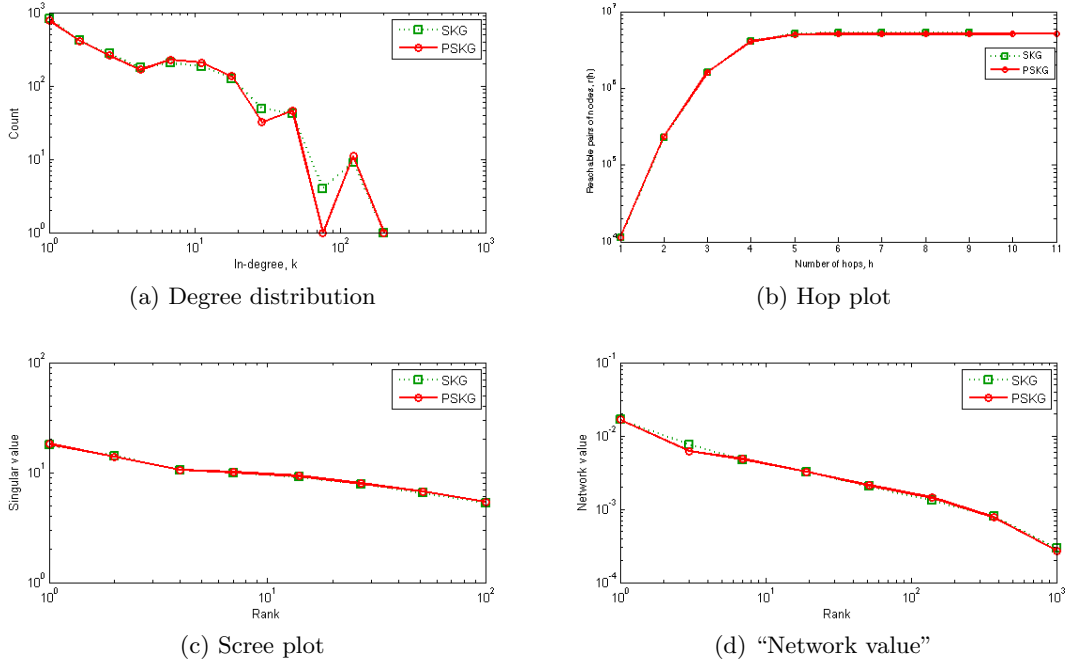 10^3
10^2
10^1
10^0
Count
SKG
PSKG
10^0
10^1
10^2
10^3
In-degree, k
(a) Degree distribution
10^7
10^6
10^5
10^4
Reachable pairs of nodes, r(h)
SKG
PSKG
1 2 3 4 5 6 7 8 9 10 11
Number of hops, h
(b) Hop plot
10^2
10^1
10^0
Singular value
SKG
PSKG
10^0
10^1
10^2
Rank
(c) Scree plot
10^-1
10^-2
10^-3
10^-4
Network value
SKG
PSKG
10^0
10^1
10^2
10^3
Rank
(d) “Network value”